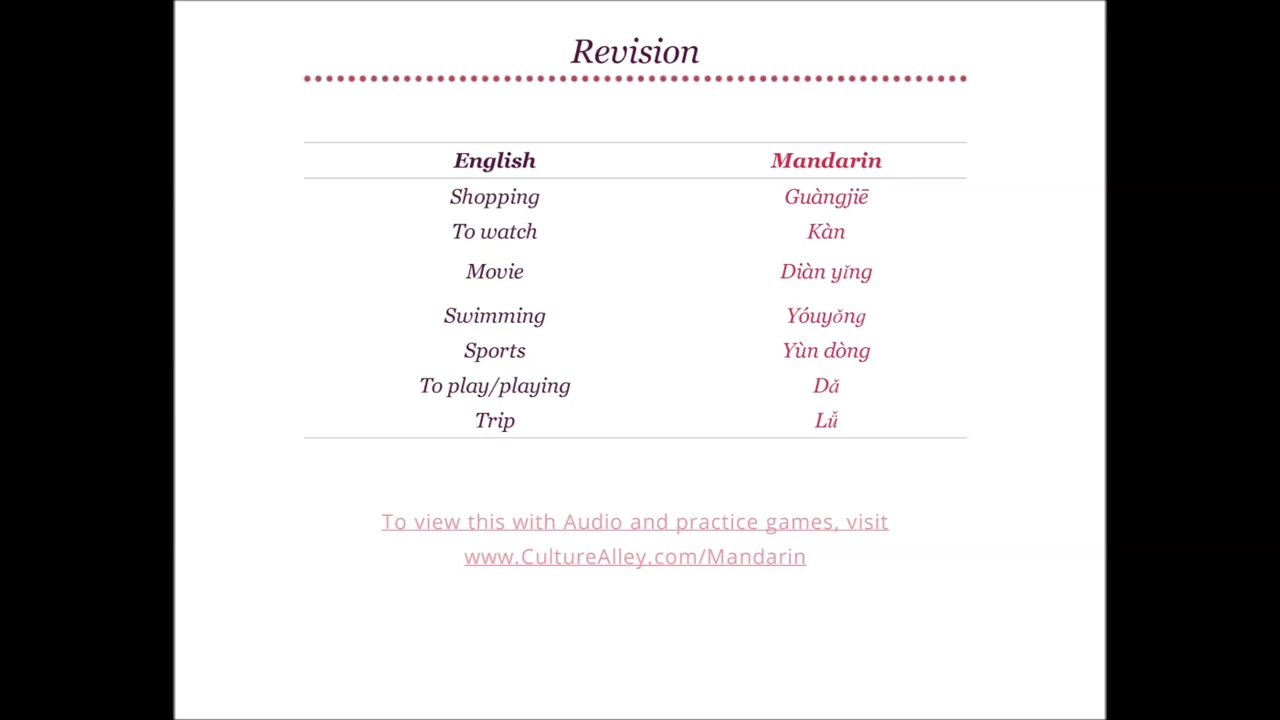 Revision
English Mandarin
Shopping Guàngjiē
To watch Kàn
Movie Diàn yǐng
Swimming Yóuyǒng
Sports Yùn dòng
To play/playing Dǎ
Trip Lǚ
To view this with Audio and practice games, visit
www.CultureAlley.com/Mandarin